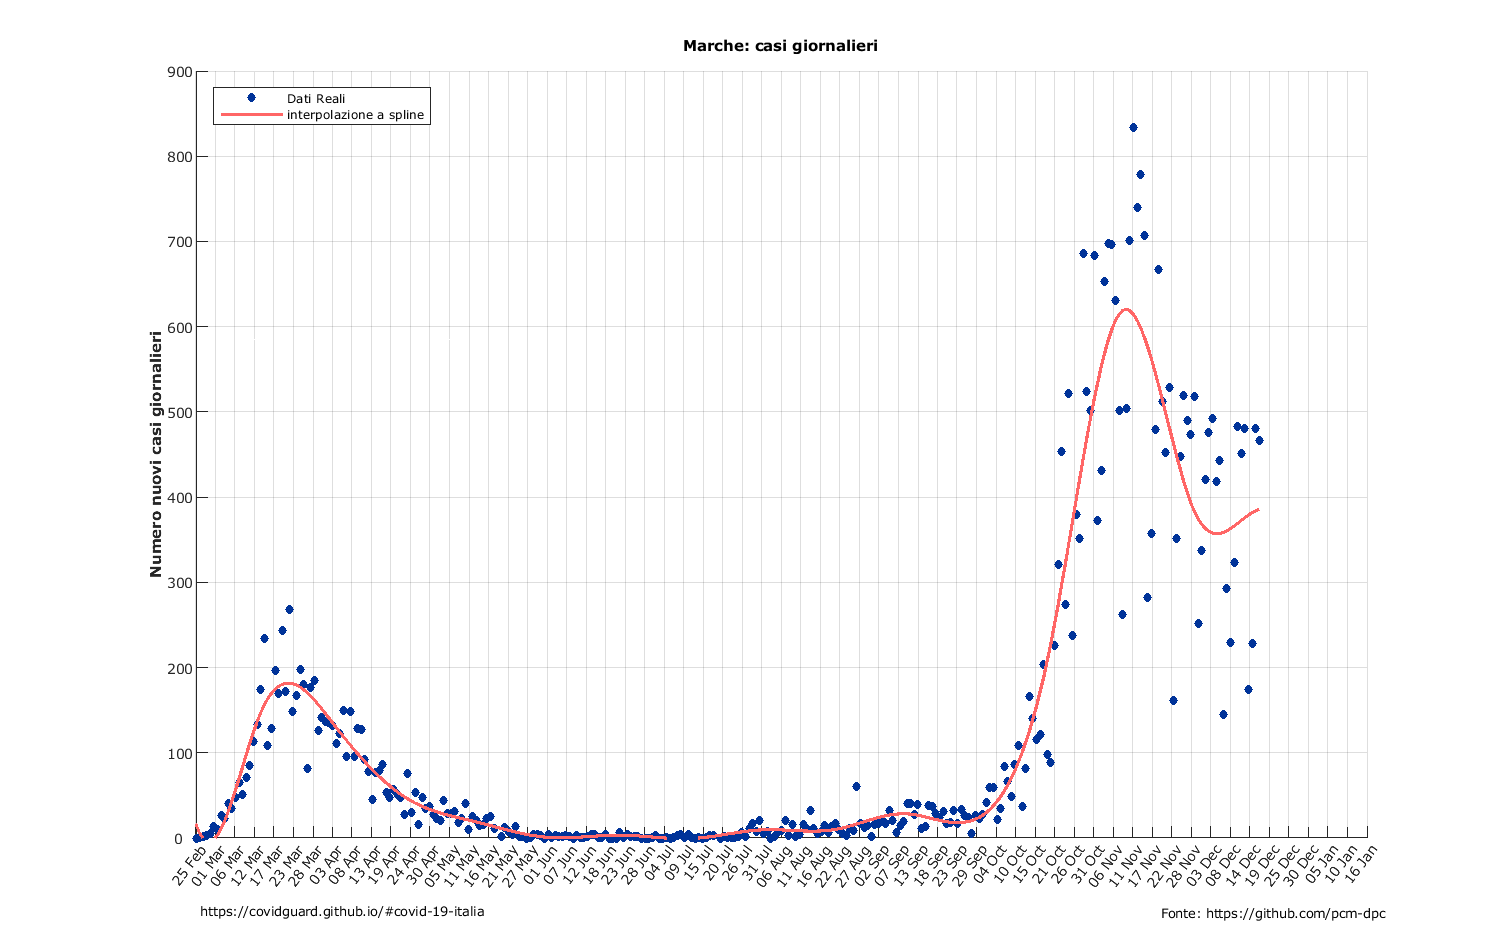 Marche: casi giornalieri
900
800
700
600
500
400
300
200
100
0
Numero nuovi casi giornalieri
Dati Reali
interpolazione a spline
25 Feb
01 Mar
06 Mar
12 Mar
17 Mar
23 Mar
28 Mar
03 Apr
08 Apr
13 Apr
19 Apr
24 Apr
30 Apr
05 May
11 May
16 May
21 May
27 May
01 Jun
07 Jun
12 Jun
18 Jun
23 Jun
28 Jun
04 Jul
09 Jul
15 Jul
20 Jul
26 Jul
31 Jul
06 Aug
11 Aug
16 Aug
22 Aug
27 Aug
02 Sep
07 Sep
13 Sep
18 Sep
23 Sep
29 Sep
04 Oct
10 Oct
15 Oct
21 Oct
26 Oct
31 Oct
06 Nov
11 Nov
17 Nov
22 Nov
28 Nov
03 Dec
08 Dec
14 Dec
19 Dec
25 Dec
30 Dec
05 Jan
10 Jan
16 Jan
https://covidguard.github.io/#covid-19-italia
Fonte: https://github.com/pcm-dpc